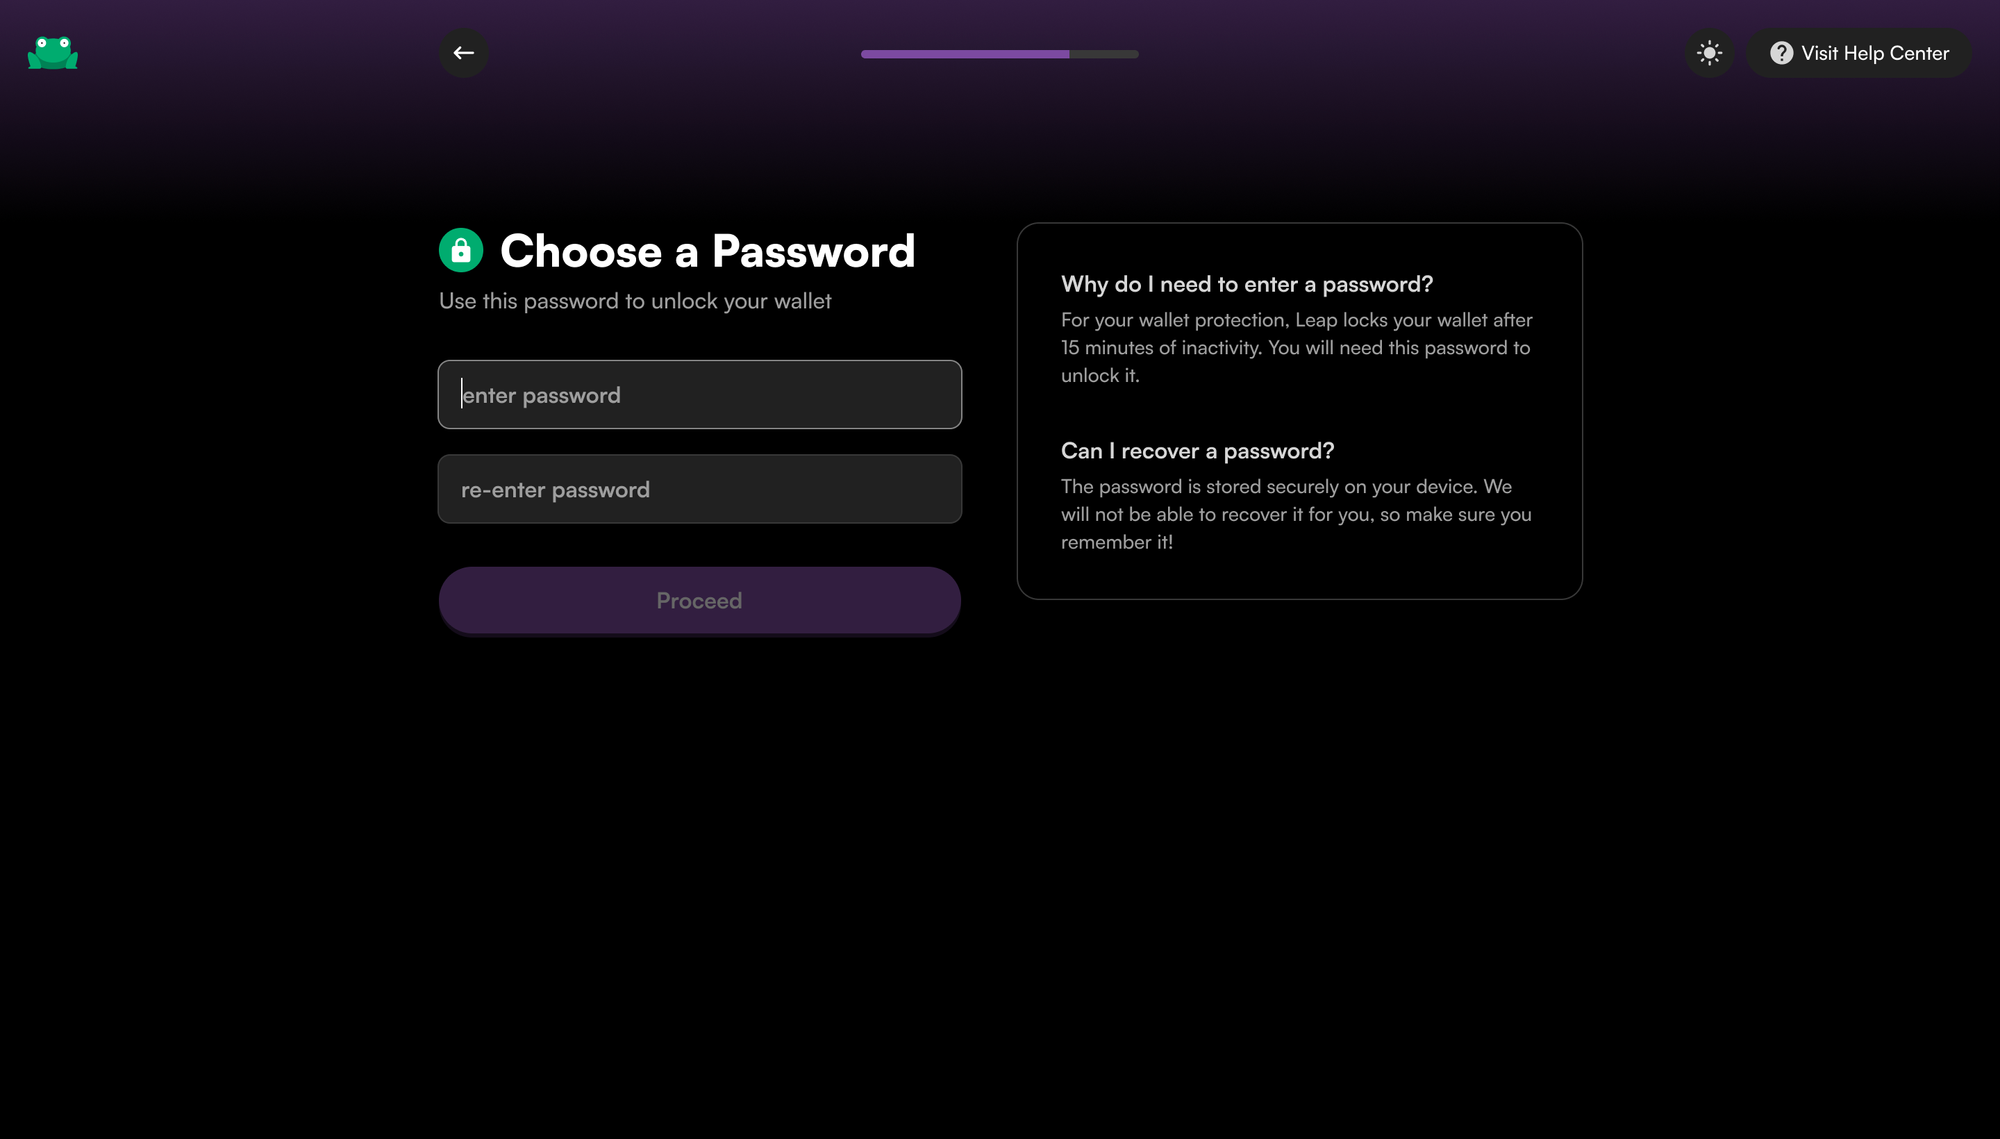 Visit Help Center
Choose a Password
Use this password to unlock your wallet
enter password
re-enter password
Proceed
Why do I need to enter a password?
For your wallet protection, Leap locks your wallet after
15 minutes of inactivity. You will need this password to
unlock it.
Can I recover a password?
The password is stored securely on your device. We
will not be able to recover it for you, so make sure you
remember it!